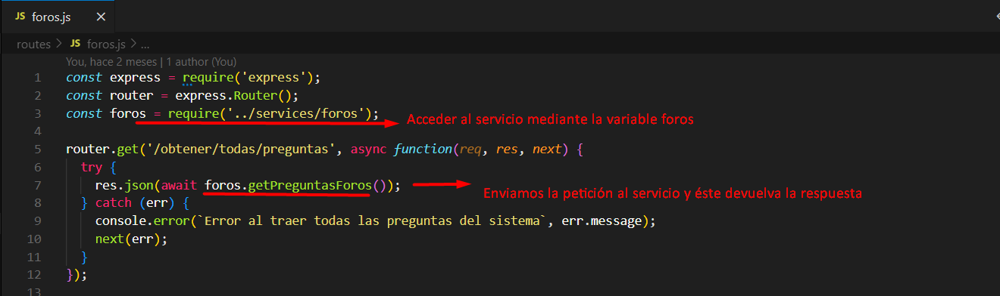 JS foros.js ×
routes > JS foros.js > ...
You, hace 2 meses | 1 author (You)
1 const express = require('express');
2 const router = express.Router();
3 const foros = require('../services/foros');
Acceder al servicio mediante la variable foros
4
5 router.get('/obtener/todas/preguntas', async function(req, res, next) {
6 try {
7 res.json(await foros.getPreguntasForos());
Enviamos la petición al servicio y éste devuelva la respuesta
8 } catch (err) {
9 console.error(`Error al traer todas las preguntas del sistema`, err.message);
10 next(err);
11 }
12 });
13